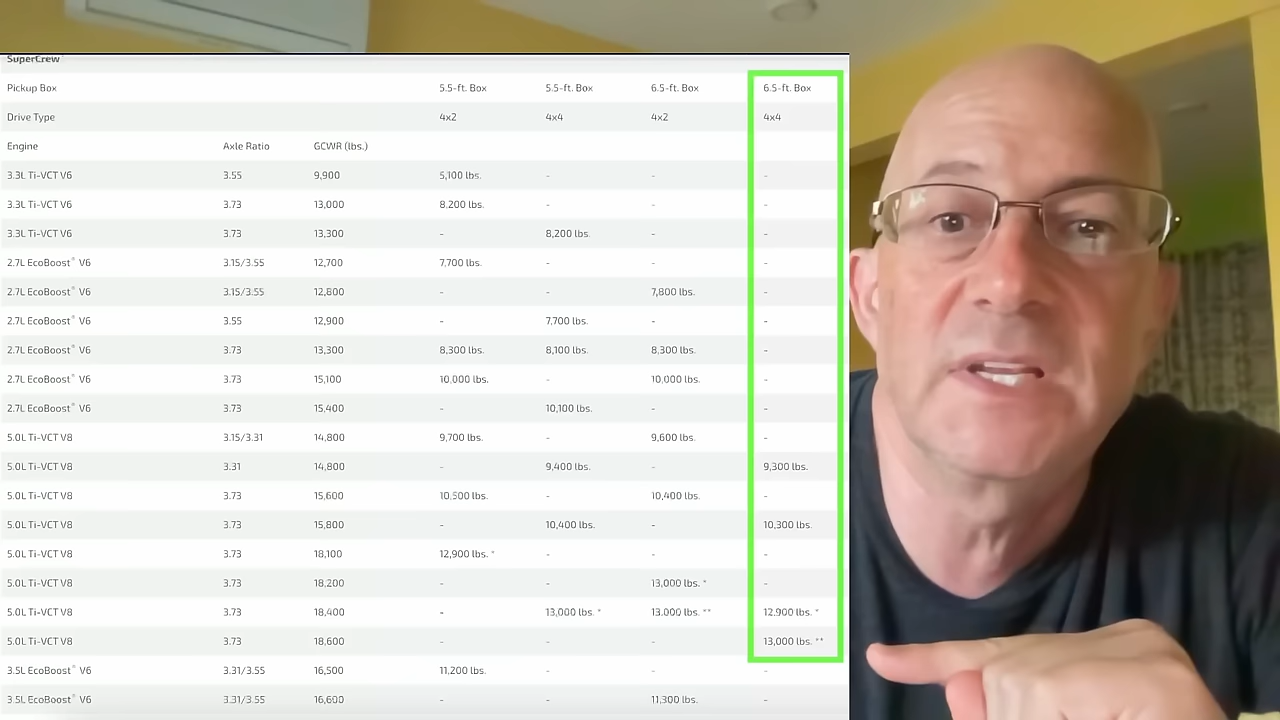 SuperCrew
Pickup Box 5.5-ft. Box 5.5-ft. Box 6.5-ft. Box 6.5-ft. Box
Drive Type 4x2 4x4 4x2 4x4
Engine Axle Ratio GCWR (lbs.)
3.3L Ti-VCT V6 3.55 9,900 5,100 lbs. - - -
3.3L Ti-VCT V6 3.73 13,000 8,200 lbs. - - -
3.3L Ti-VCT V6 3.73 13,300 - 8,200 lbs. - -
2.7L EcoBoost® V6 3.15/3.55 12,700 7,700 lbs. - - -
2.7L EcoBoost® V6 3.15/3.55 12,800 - - 7,800 lbs. -
2.7L EcoBoost® V6 3.55 12,900 - 7,700 lbs. - -
2.7L EcoBoost® V6 3.73 13,300 8,300 lbs. 8,100 lbs. 8,300 lbs. -
2.7L EcoBoost® V6 3.73 15,100 10,000 lbs. - 10,000 lbs. -
2.7L EcoBoost® V6 3.73 15,400 - 10,100 lbs. - -
5.0L Ti-VCT V8 3.15/3.31 14,800 9,700 lbs. - 9,600 lbs. -
5.0L Ti-VCT V8 3.31 14,800 - 9,400 lbs. - 9,300 lbs.
5.0L Ti-VCT V8 3.73 15,600 10,500 lbs. - 10,400 lbs. -
5.0L Ti-VCT V8 3.73 15,800 - 10,400 lbs. - 10,300 lbs.
5.0L Ti-VCT V8 3.73 18,100 12,900 lbs. * - - -
5.0L Ti-VCT V8 3.73 18,200 - - 13,000 lbs. * -
5.0L Ti-VCT V8 3.73 18,400 - 13,000 lbs. * 13,000 lbs. ** 12,900 lbs. *
5.0L Ti-VCT V8 3.73 18,600 - - - 13,000 lbs. **
3.5L EcoBoost® V6 3.31/3.55 16,500 11,200 lbs. - - -
3.5L EcoBoost® V6 3.31/3.55 16,600 - - 11,300 lbs. -